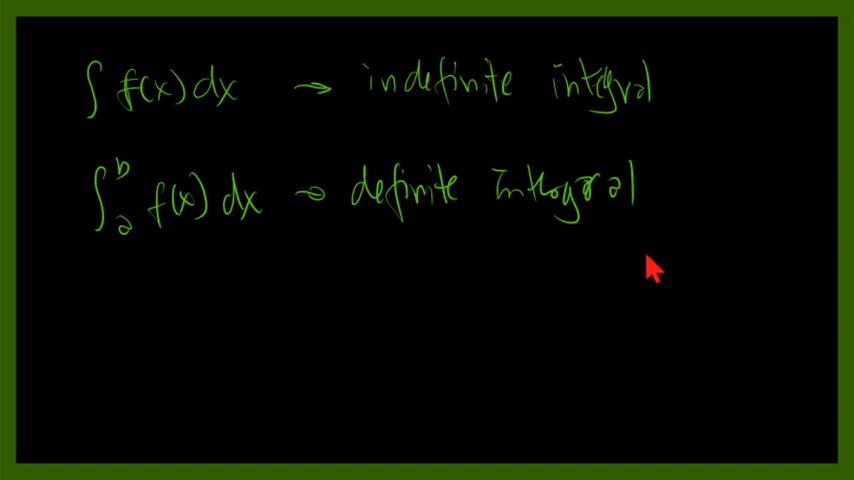 ∫ f(x) dx → indefinite integral
∫ₐᵇ f(x) dx → definite integral